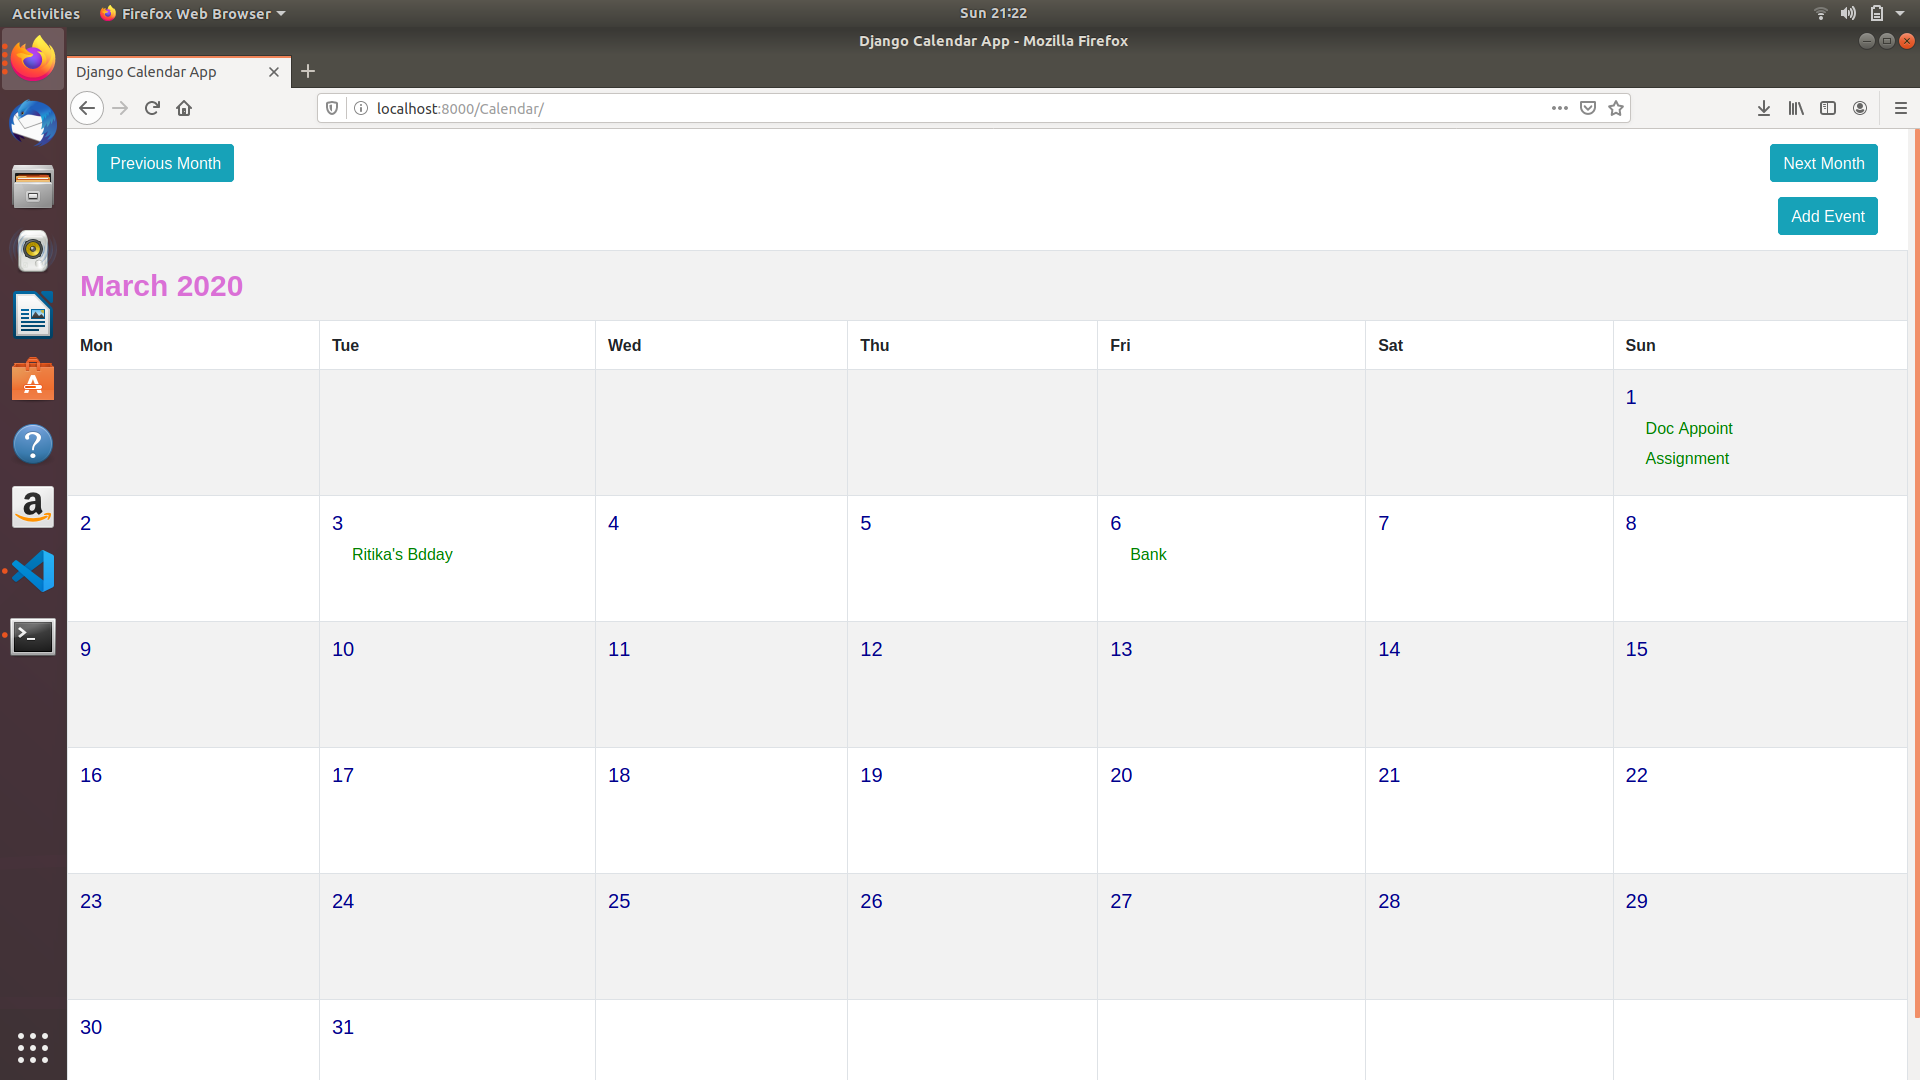 Activities Firefox Web Browser Sun 21:22
Django Calendar App - Mozilla Firefox
Django Calendar App
localhost:8000/Calendar/
Previous Month Next Month
Add Event
March 2020
Mon Tue Wed Thu Fri Sat Sun
1
Doc Appoint
Assignment
2 3 4 5 6 7 8
Ritika's Bdday Bank
9 10 11 12 13 14 15
16 17 18 19 20 21 22
23 24 25 26 27 28 29
30 31